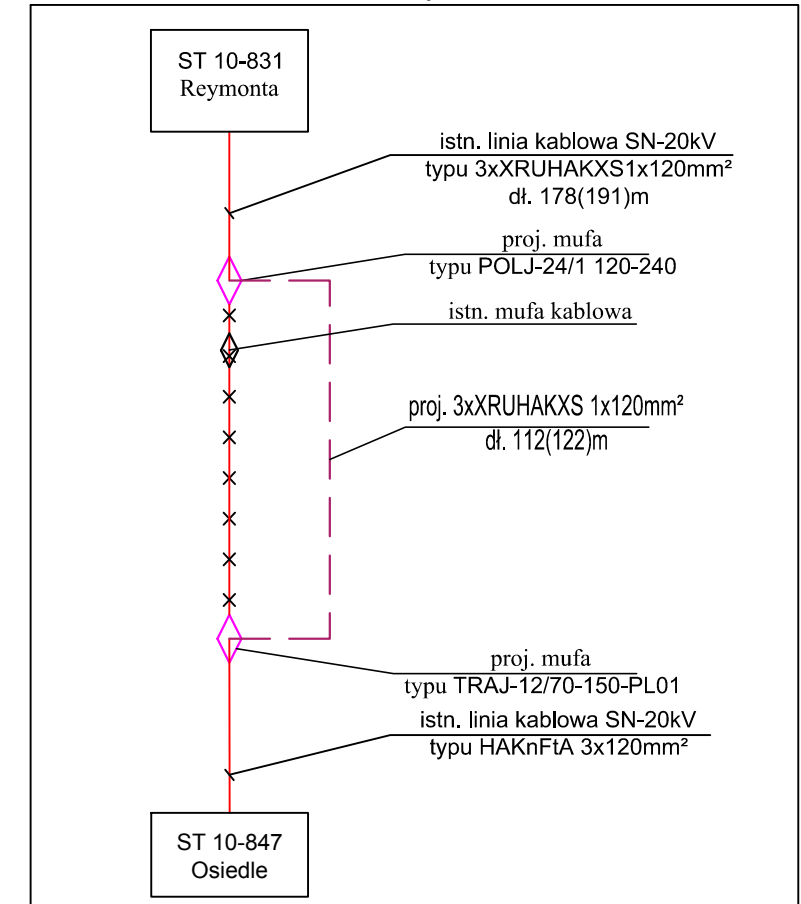 ST 10-831
Reymonta
istn. linia kablowa SN-20kV
typu 3xXRUHAKXS1x120mm²
dł. 178(191)m
proj. mufa
typu POLJ-24/1 120-240
istn. mufa kablowa
proj. 3xXRUHAKXS 1x120mm²
dł. 112(122)m
proj. mufa
typu TRAJ-12/70-150-PL01
istn. linia kablowa SN-20kV
typu HAKnFtA 3x120mm²
ST 10-847
Osiedle